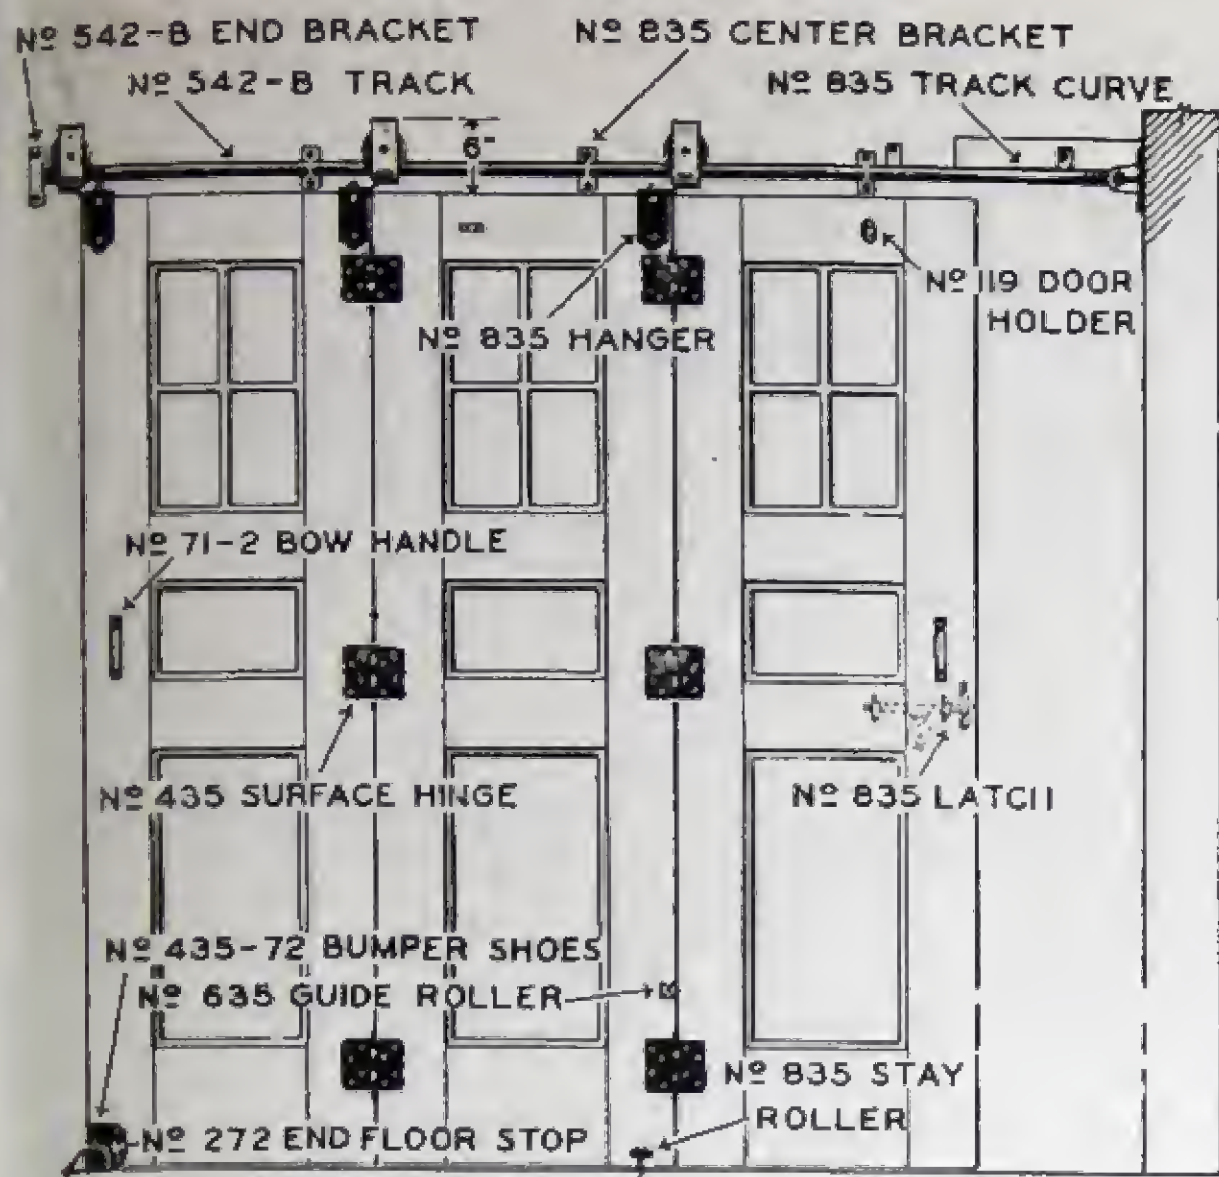 Nº 542-B END BRACKET
Nº 835 CENTER BRACKET
Nº 542-B TRACK
Nº 835 TRACK CURVE
6"
Nº 119 DOOR
HOLDER
Nº 835 HANGER
Nº 71-2 BOW HANDLE
Nº 435 SURFACE HINGE
Nº 835 LATCH
Nº 435-72 BUMPER SHOES
Nº 635 GUIDE ROLLER
Nº 835 STAY
ROLLER
Nº 272 END FLOOR STOP